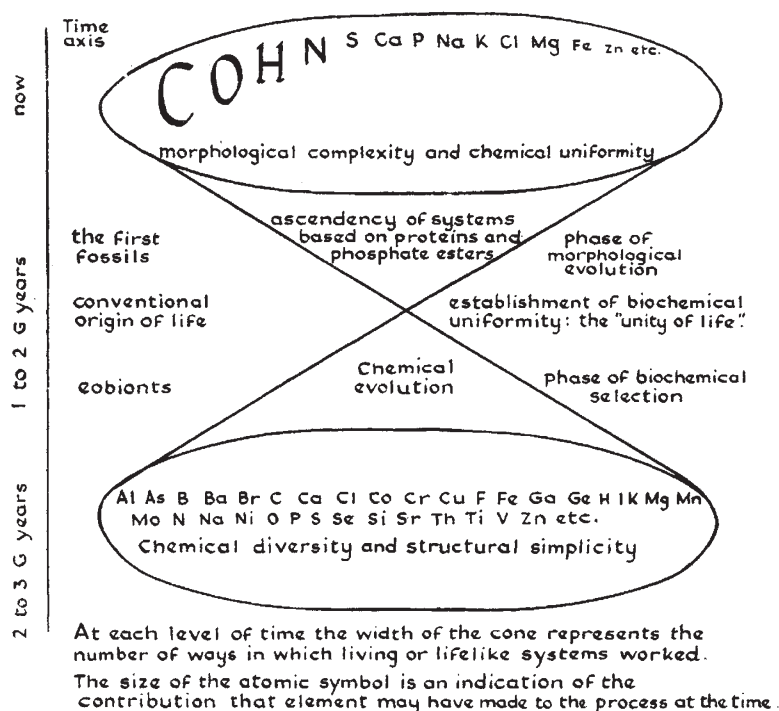 Time
axis
C O H N S Ca P Na K Cl Mg Fe Zn etc.
now
morphological complexity and chemical uniformity
ascendency of systems
based on proteins and
phosphate esters
the first
fossils
phase of
morphological
evolution
conventional
origin of life
establishment of biochemical
uniformity: the "unity of life".
1 to 2 G years
eobionts
Chemical
evolution
phase of biochemical
selection
Al As B Ba Br C Ca Cl Co Cr Cu F Fe Ga Ge H I K Mg Mn
Mo N Na Ni O P S Se Si Sr Th Ti V Zn etc.
Chemical diversity and structural simplicity
2 to 3 G years
At each level of time the width of the cone represents the
number of ways in which living or lifelike systems worked.
The size of the atomic symbol is an indication of the
contribution that element may have made to the process at the time.